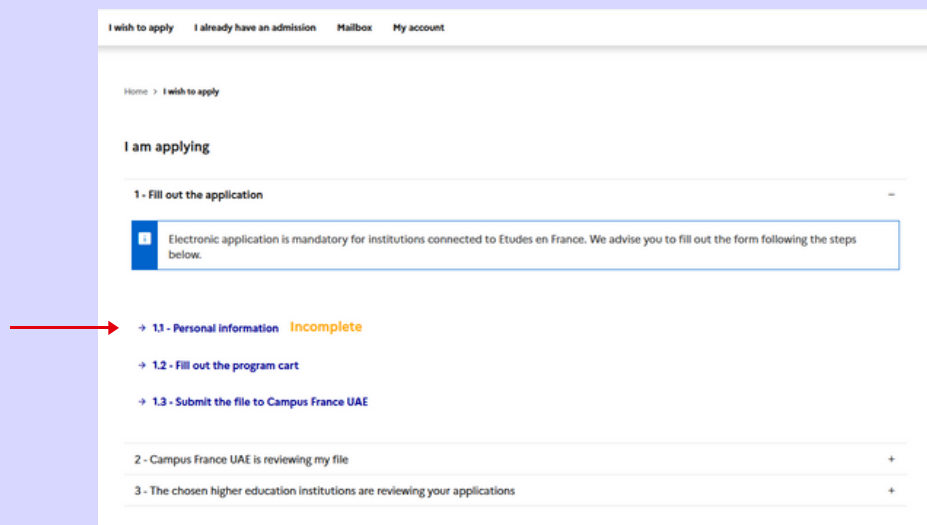 I wish to apply I already have an admission Mailbox My account
Home > I wish to apply
I am applying
1 - Fill out the application –
i Electronic application is mandatory for institutions connected to Etudes en France. We advise you to fill out the form following the steps
below.
→ 1.1 - Personal information Incomplete
→ 1.2 - Fill out the program cart
→ 1.3 - Submit the file to Campus France UAE
2 - Campus France UAE is reviewing my file +
3 - The chosen higher education institutions are reviewing your applications +